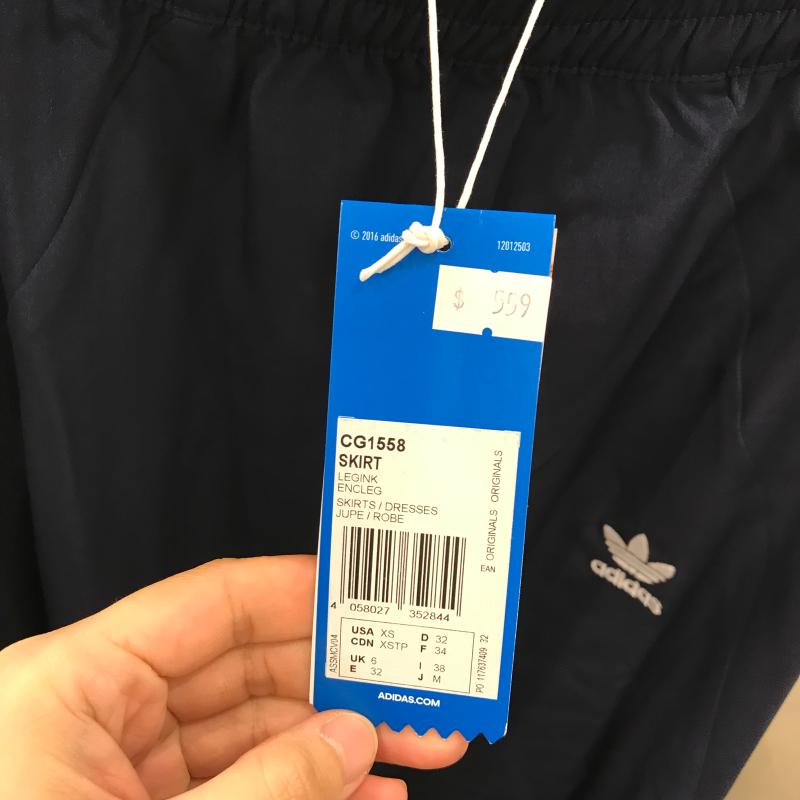 © 2016 adidas
12012503
$ 559
CG1558
SKIRT
LEGINK
ENCLEG
SKIRTS / DRESSES
JUPE / ROBE
ORIGINALS ORIGINALS
EAN
4 058027 352844
ASSMCV04
USA XS D 32
CDN XSTP F 34
UK 6 I 38
E 32 J M
PO 117637409 32
ADIDAS.COM
adidas